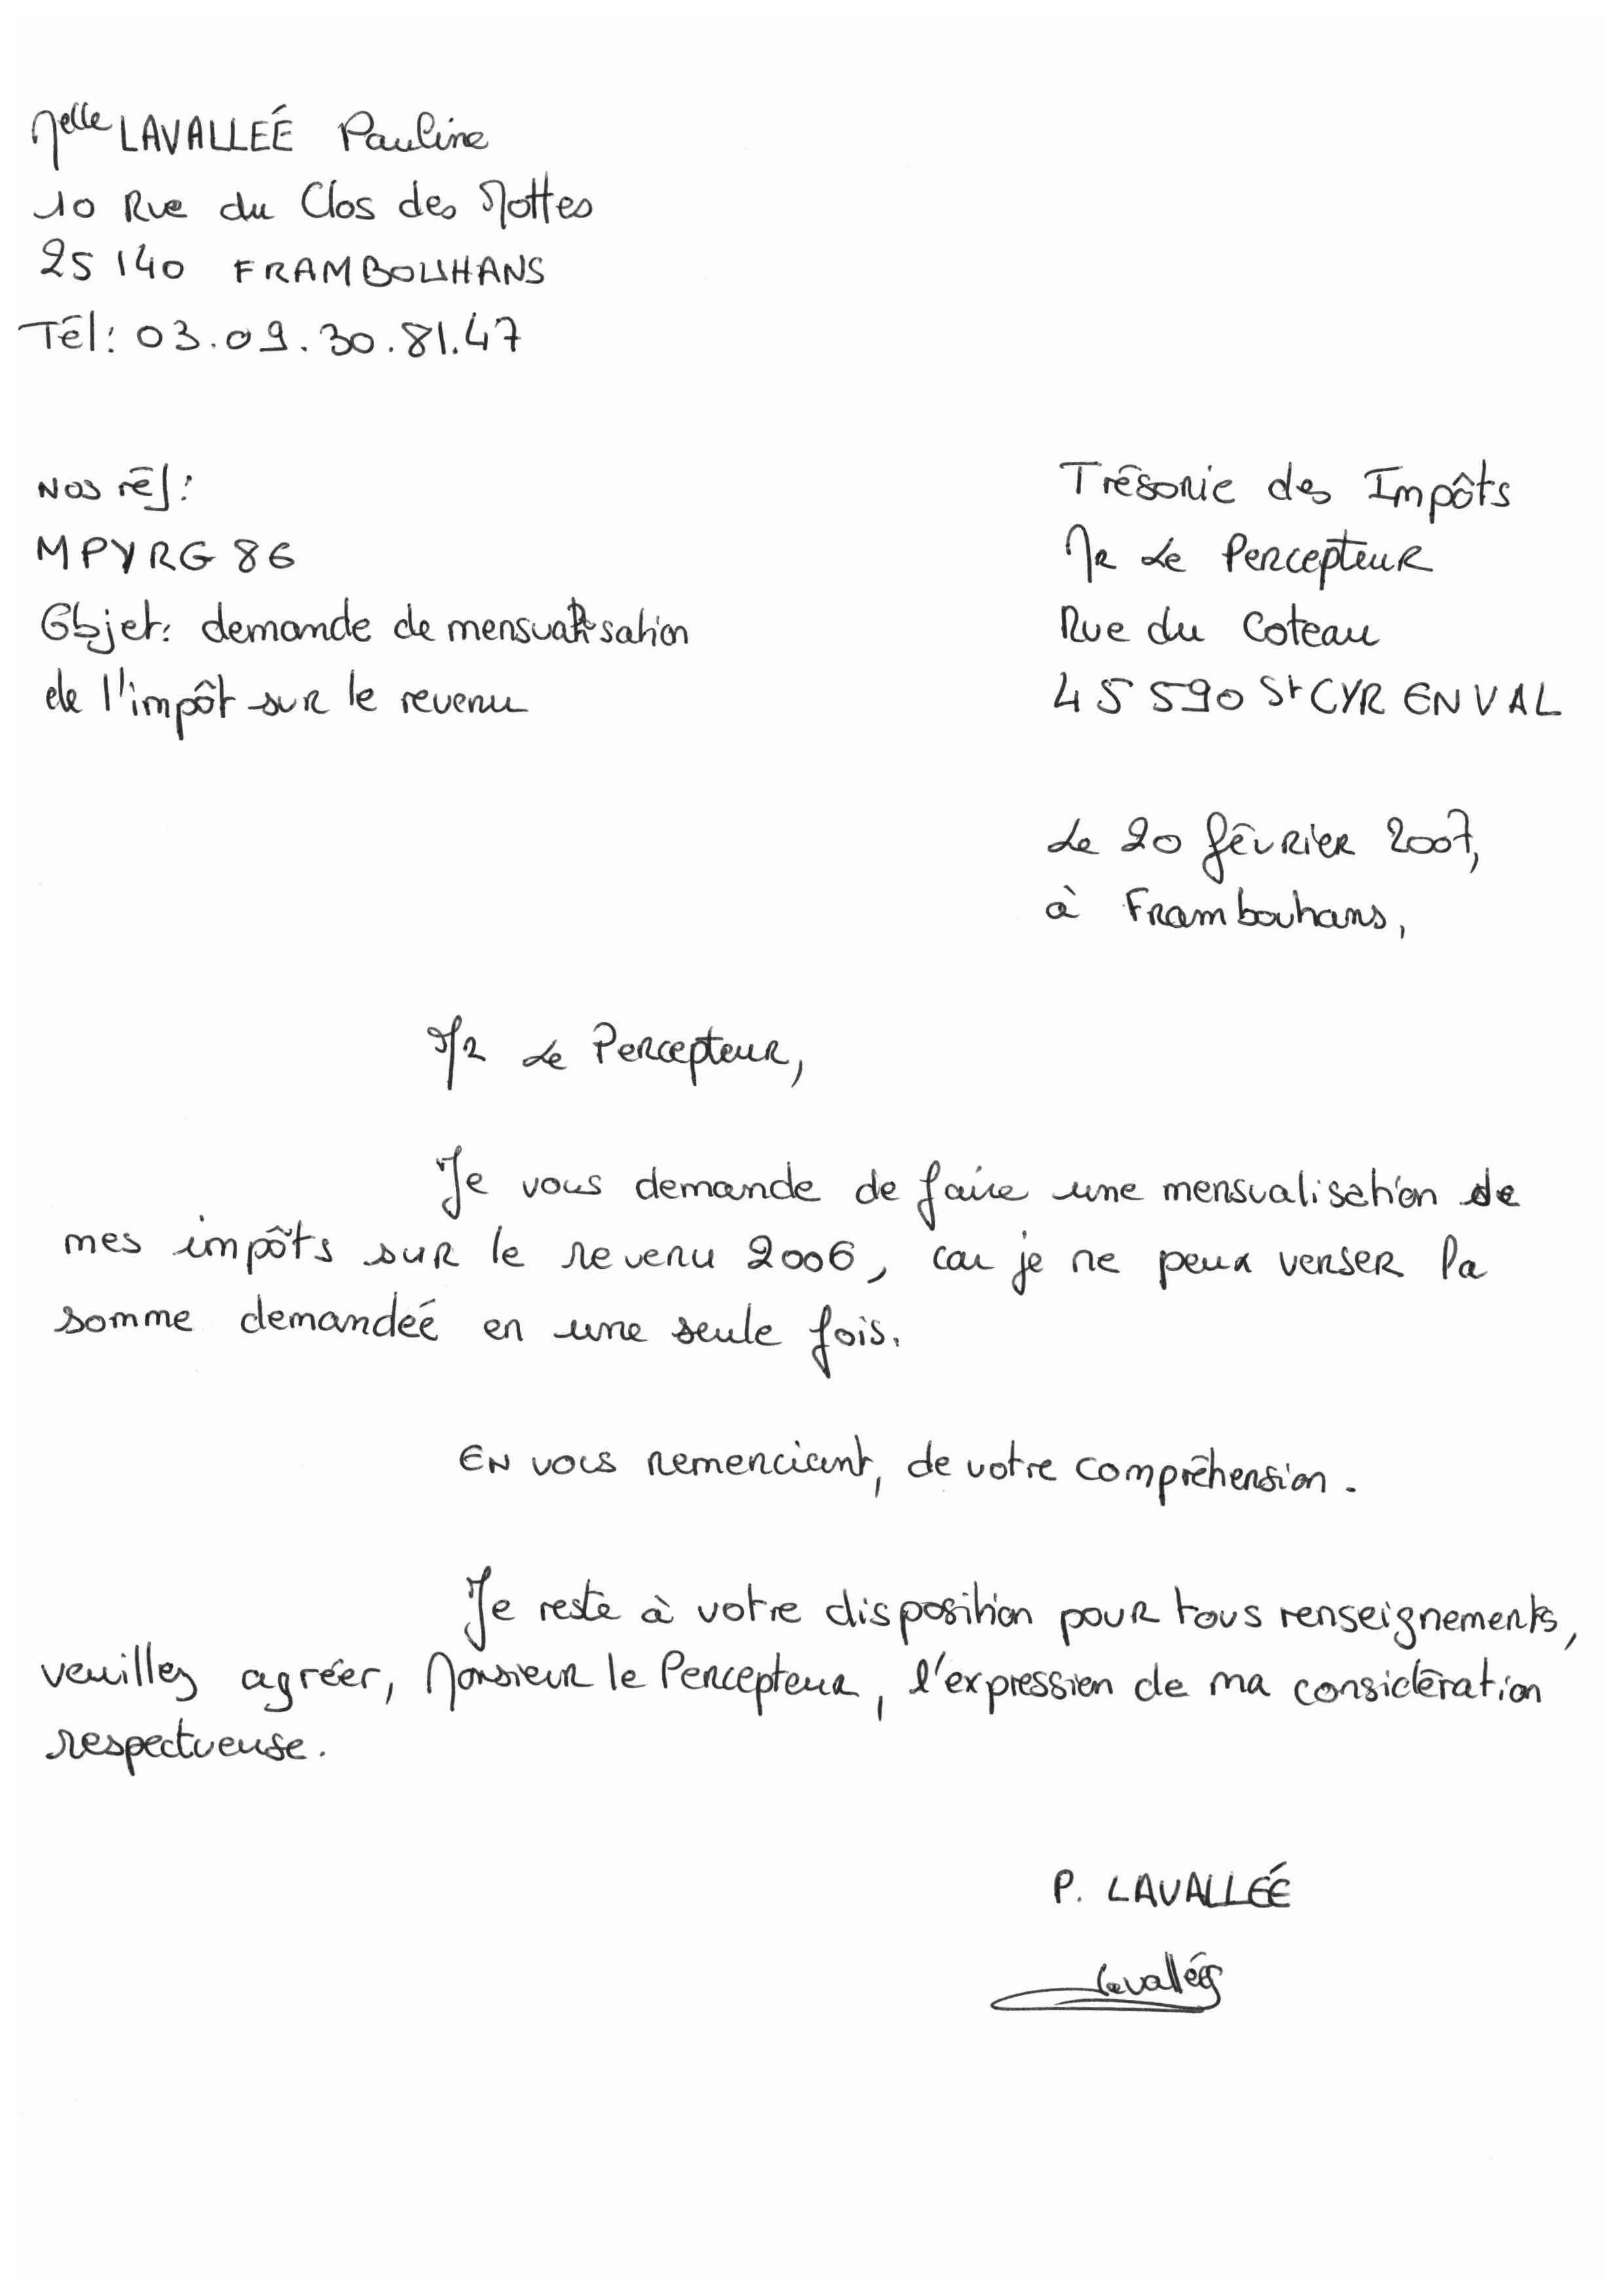 Melle LAVALLEÉ Pauline
10 Rue du Clos des Mottes
25 140 FRAMBOUHANS
Tél: 03.09.30.81.47
Nos réf:
MPYRG 86
Objet: demande de mensualisation
de l'impôt sur le revenu
Trésorie des Impôts
Mr Le Percepteur
Rue du Coteau
45 590 St CYR EN VAL
Le 20 février 2007,
à Frambouhans,
Mr Le Percepteur,
Je vous demande de faire une mensualisation de
mes impôts sur le revenu 2006, car je ne peux verser la
somme demandeé en une seule fois.
En vous remerciant, de votre compréhension.
Je reste à votre disposition pour tous renseignements,
veuillez agréer, Monsieur le Percepteur, l'expression de ma considération
respectueuse.
P. LAVALLÉE
Lavallée